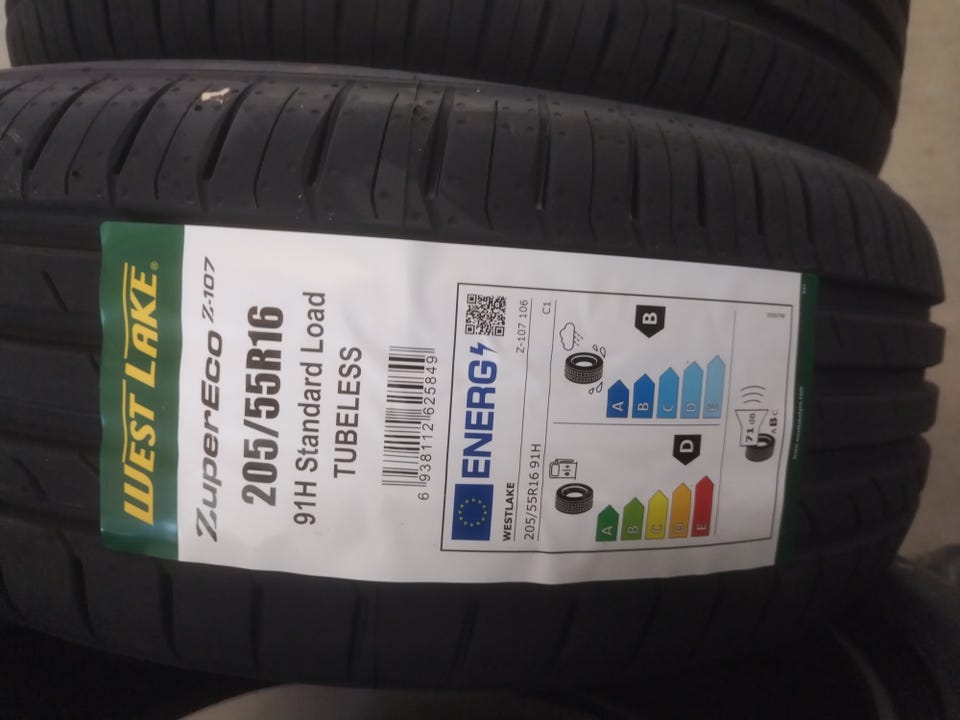 WEST LAKE®
ZuperEco Z-107
205/55R16
91H Standard Load
TUBELESS
6 938112 625849
ENERG
WESTLAKE
Z-107 106
205/55R16 91H
C1
D
B
A
B
C
D
E
A
B
C
D
E
71 dB
ABC